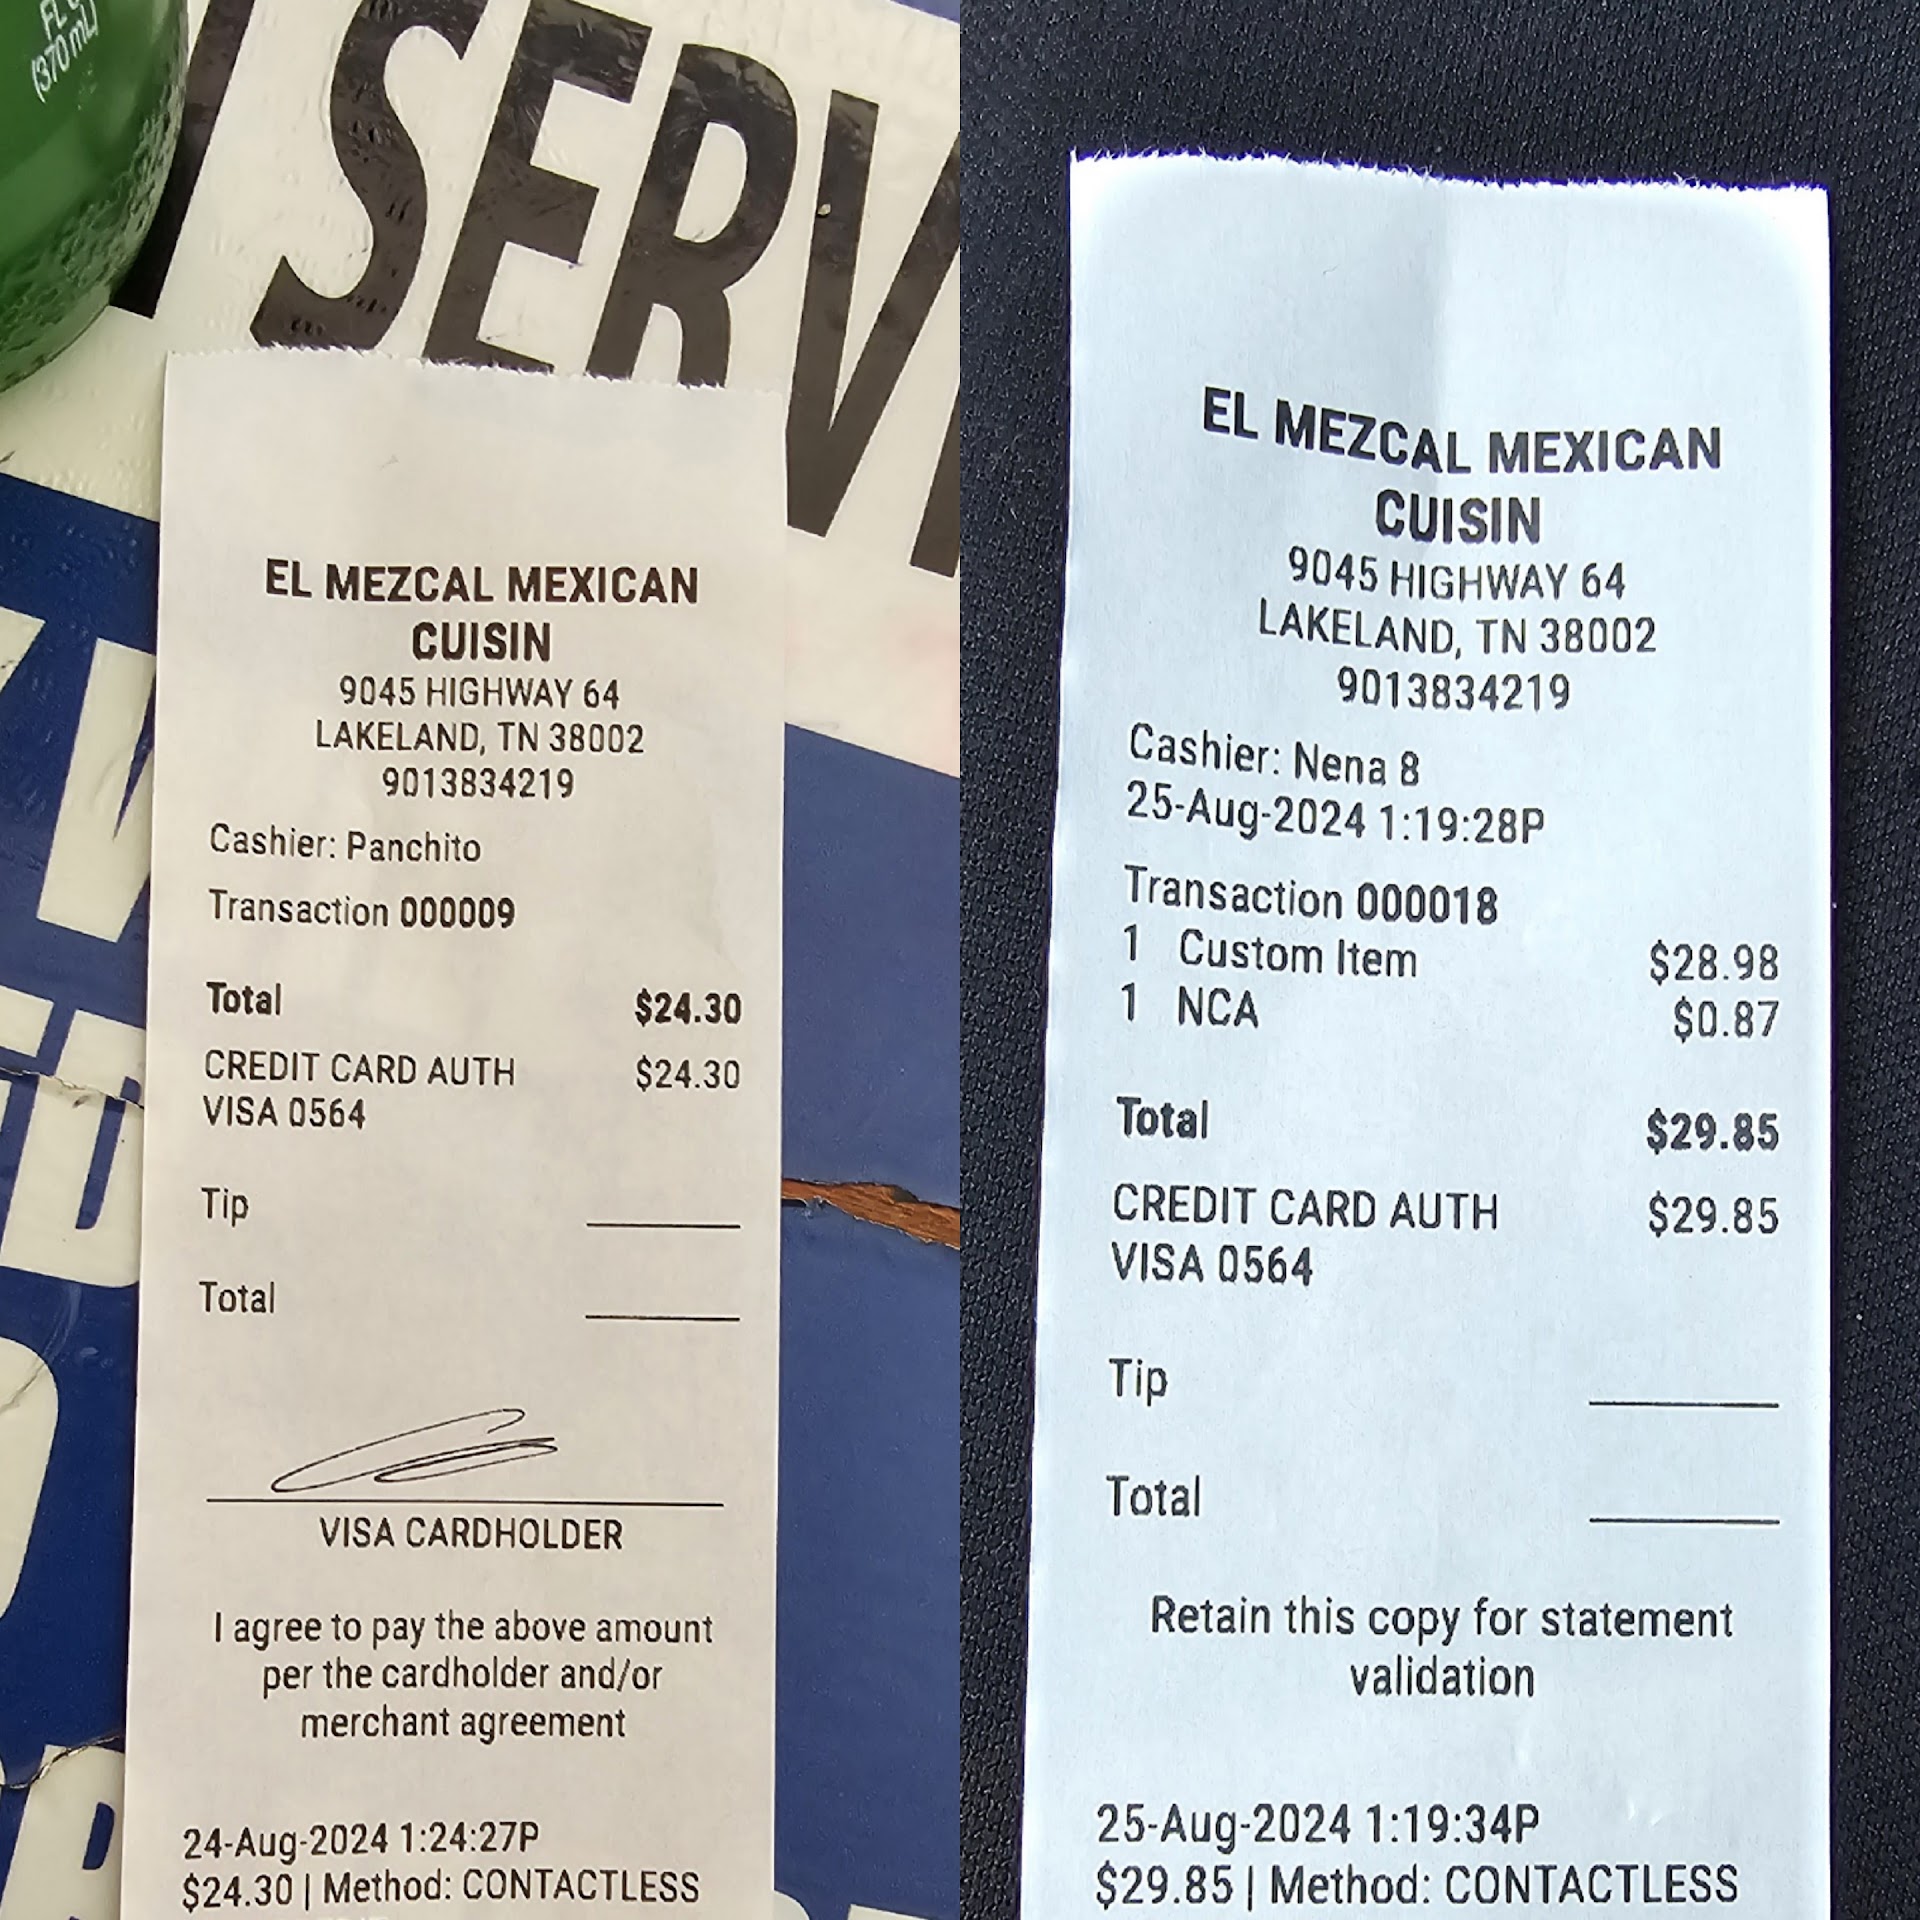 FL
(370 mL)
SERV
EL MEZCAL MEXICAN
CUISIN
9045 HIGHWAY 64
LAKELAND, TN 38002
9013834219
Cashier: Panchito
Transaction 000009
Total $24.30
CREDIT CARD AUTH $24.30
VISA 0564
Tip
Total
VISA CARDHOLDER
I agree to pay the above amount
per the cardholder and/or
merchant agreement
24-Aug-2024 1:24:27P
$24.30 | Method: CONTACTLESS
EL MEZCAL MEXICAN
CUISIN
9045 HIGHWAY 64
LAKELAND, TN 38002
9013834219
Cashier: Nena 8
25-Aug-2024 1:19:28P
Transaction 000018
1 Custom Item $28.98
1 NCA $0.87
Total $29.85
CREDIT CARD AUTH $29.85
VISA 0564
Tip
Total
Retain this copy for statement
validation
25-Aug-2024 1:19:34P
$29.85 | Method: CONTACTLESS